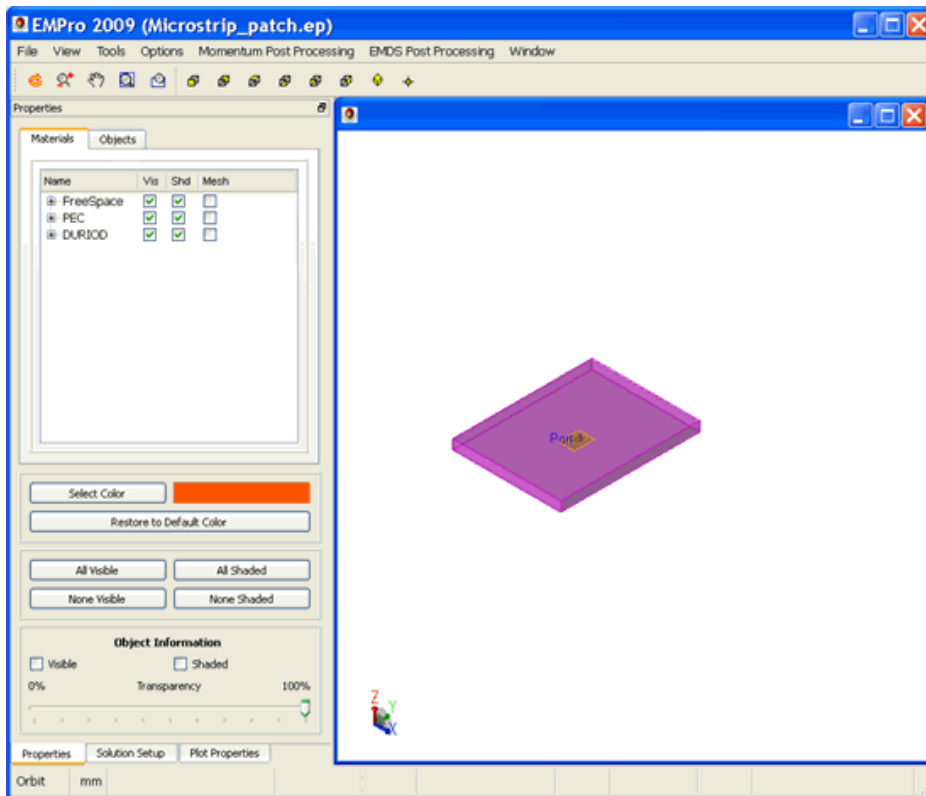 EMPro 2009 (Microstrip_patch.ep)
File View Tools Options Momentum Post Processing EMDS Post Processing Window
Properties
Materials Objects
Name Vis Shd Mesh
FreeSpace
PEC
DURIOD
Select Color
Restore to Default Color
All Visible All Shaded
None Visible None Shaded
Object Information
Visible Shaded
0% Transparency 100%
Properties Solution Setup Plot Properties
Orbit mm
Z
Y
X